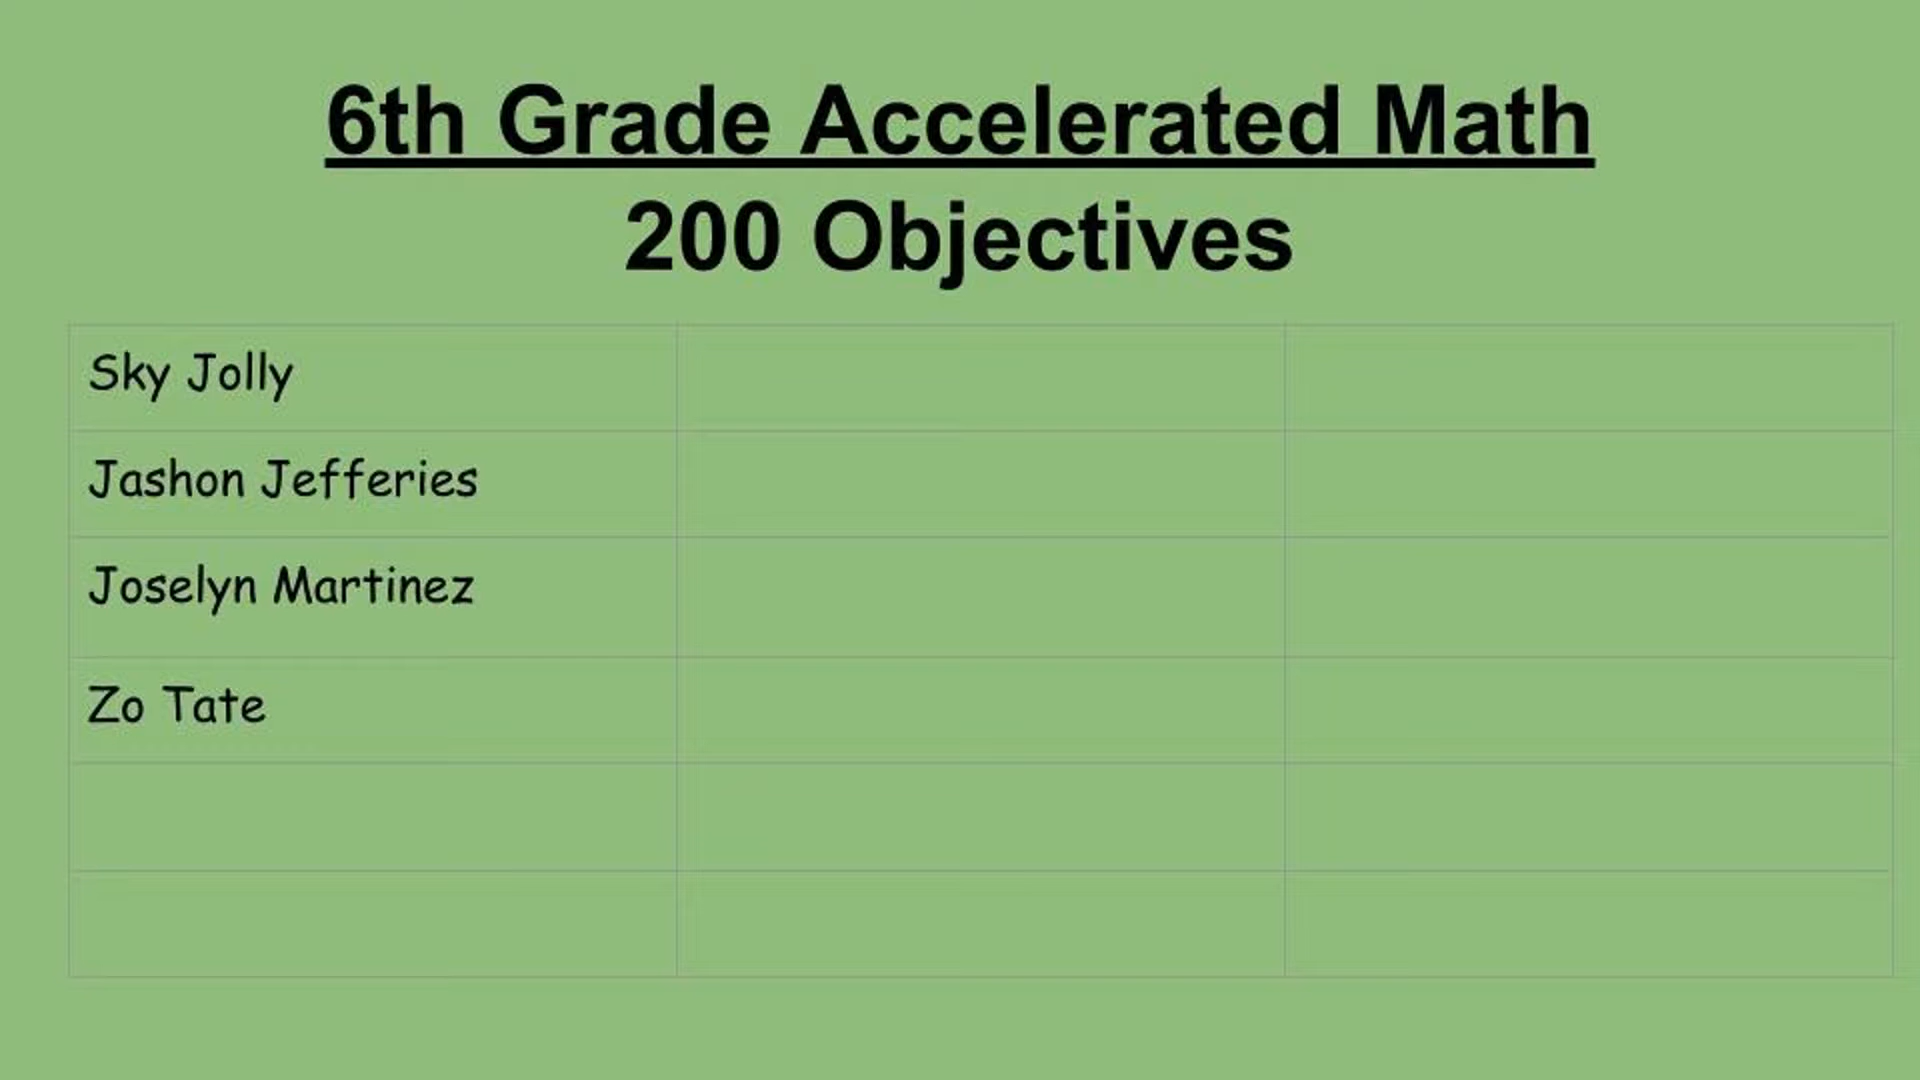 6th Grade Accelerated Math
200 Objectives
Sky Jolly
Jashon Jefferies
Joselyn Martinez
Zo Tate